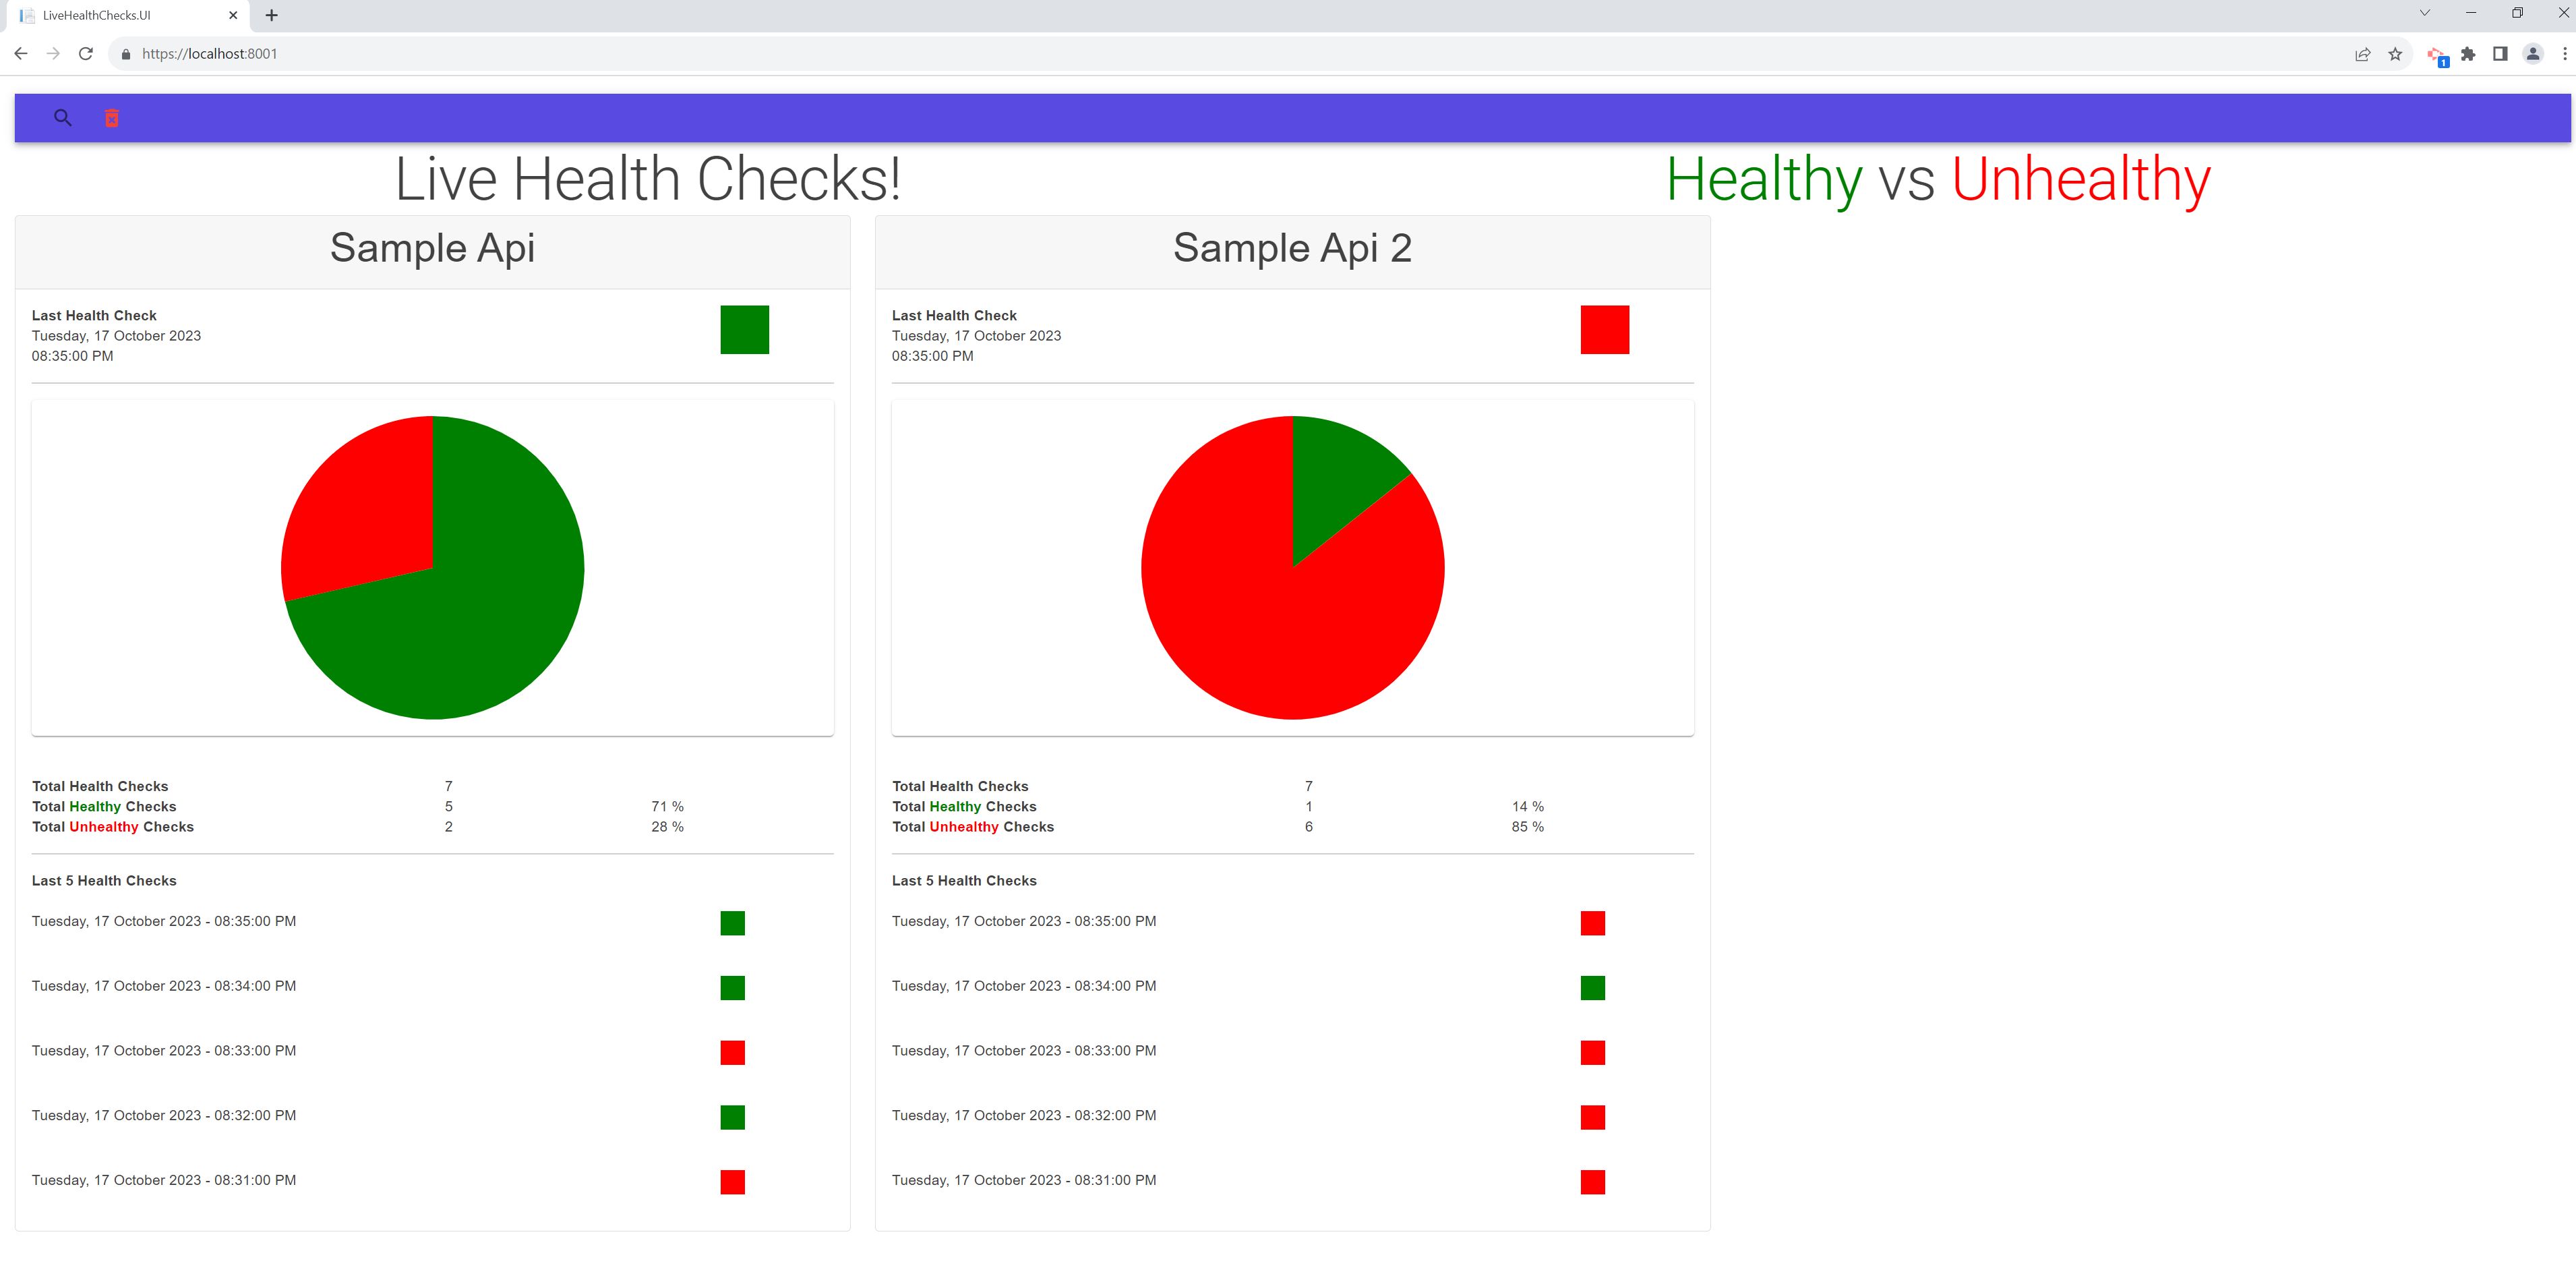 LiveHealthChecks.UI
https://localhost:8001
1
Live Health Checks!
Healthy vs Unhealthy
Sample Api
Last Health Check
Tuesday, 17 October 2023
08:35:00 PM
Total Health Checks 7
Total Healthy Checks 5 71 %
Total Unhealthy Checks 2 28 %
Last 5 Health Checks
Tuesday, 17 October 2023 - 08:35:00 PM
Tuesday, 17 October 2023 - 08:34:00 PM
Tuesday, 17 October 2023 - 08:33:00 PM
Tuesday, 17 October 2023 - 08:32:00 PM
Tuesday, 17 October 2023 - 08:31:00 PM
Sample Api 2
Last Health Check
Tuesday, 17 October 2023
08:35:00 PM
Total Health Checks 7
Total Healthy Checks 1 14 %
Total Unhealthy Checks 6 85 %
Last 5 Health Checks
Tuesday, 17 October 2023 - 08:35:00 PM
Tuesday, 17 October 2023 - 08:34:00 PM
Tuesday, 17 October 2023 - 08:33:00 PM
Tuesday, 17 October 2023 - 08:32:00 PM
Tuesday, 17 October 2023 - 08:31:00 PM